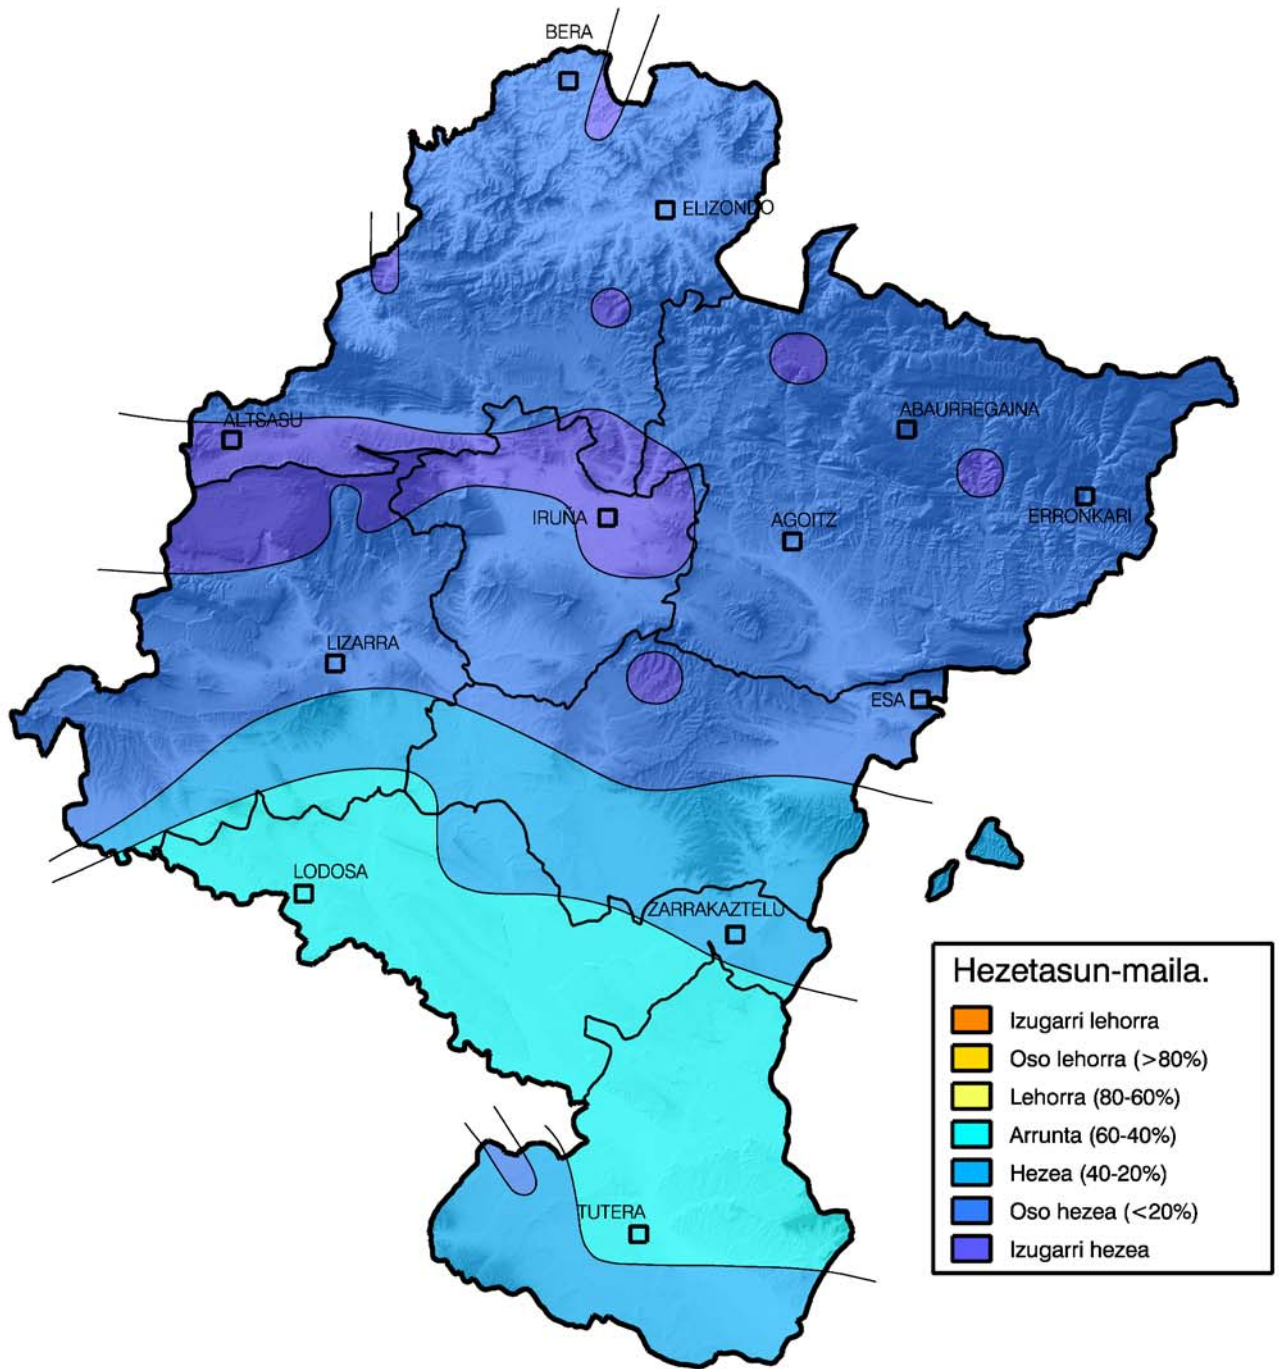 BERA
ELIZONDO
ALTSASU
ABAURREGAINA
IRUÑA
AGOITZ
ERRONKARI
LIZARRA
ESA
LODOSA
ZARRAKAZTELU
TUTERA
Hezetasun-maila.
Izugarri lehorra
Oso lehorra (>80%)
Lehorra (80-60%)
Arrunta (60-40%)
Hezea (40-20%)
Oso hezea (<20%)
Izugarri hezea